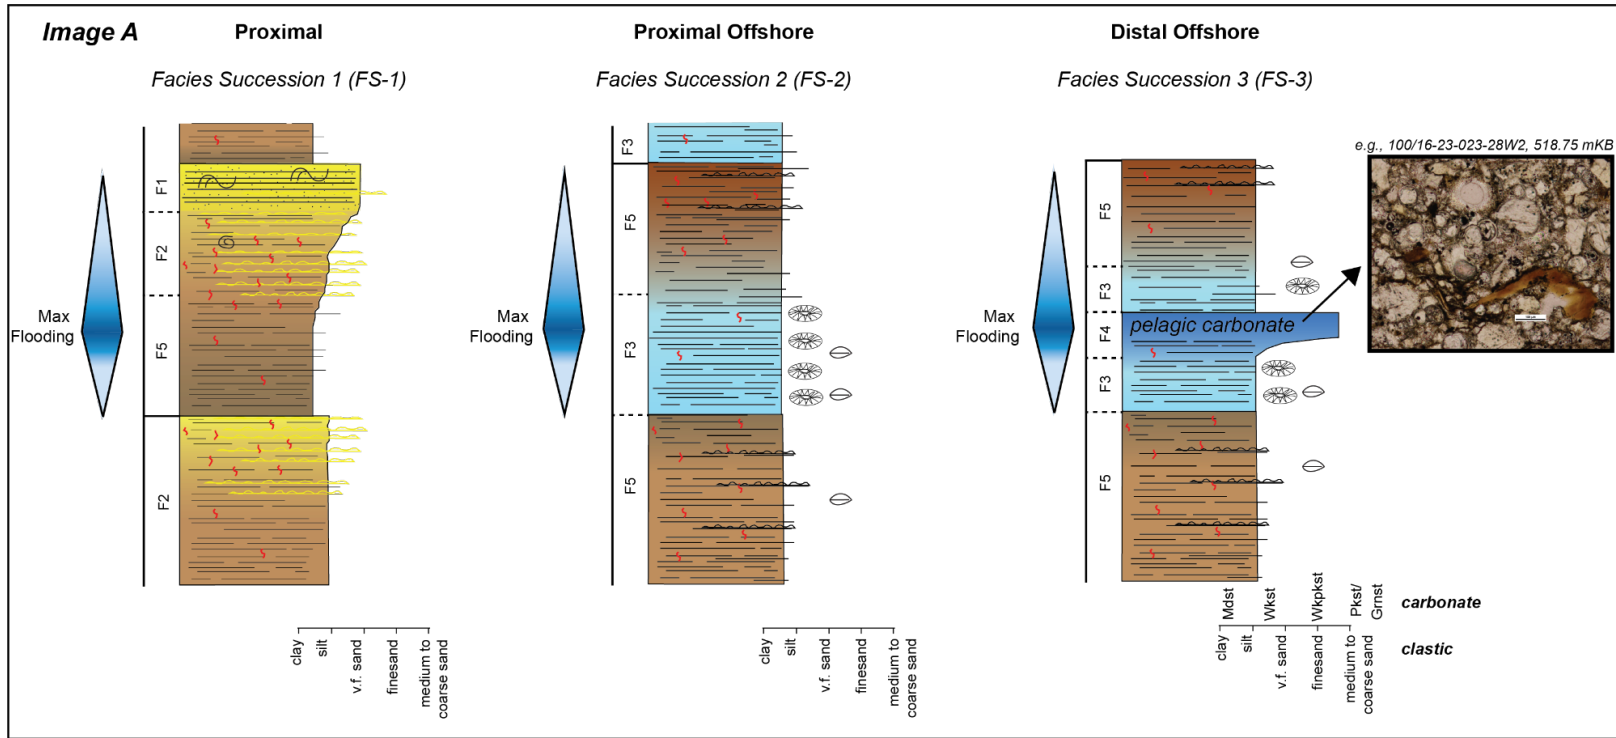 Image A
Proximal
Proximal Offshore
Distal Offshore
Facies Succession 1 (FS-1)
Facies Succession 2 (FS-2)
Facies Succession 3 (FS-3)
e.g., 100/16-23-023-28W2, 518.75 mKB
Max
Flooding
F1
F2
F5
F2
Max
Flooding
F3
F5
F3
F5
Max
Flooding
F5
F3
F4
F3
F5
pelagic carbonate
clay
silt
v.f. sand
finesand
medium to
coarse sand
clay
silt
v.f. sand
finesand
medium to
coarse sand
Mdst
Wkst
Wkpkst
Pkst/
Grnst
carbonate
clay
silt
v.f. sand
finesand
medium to
coarse sand
clastic